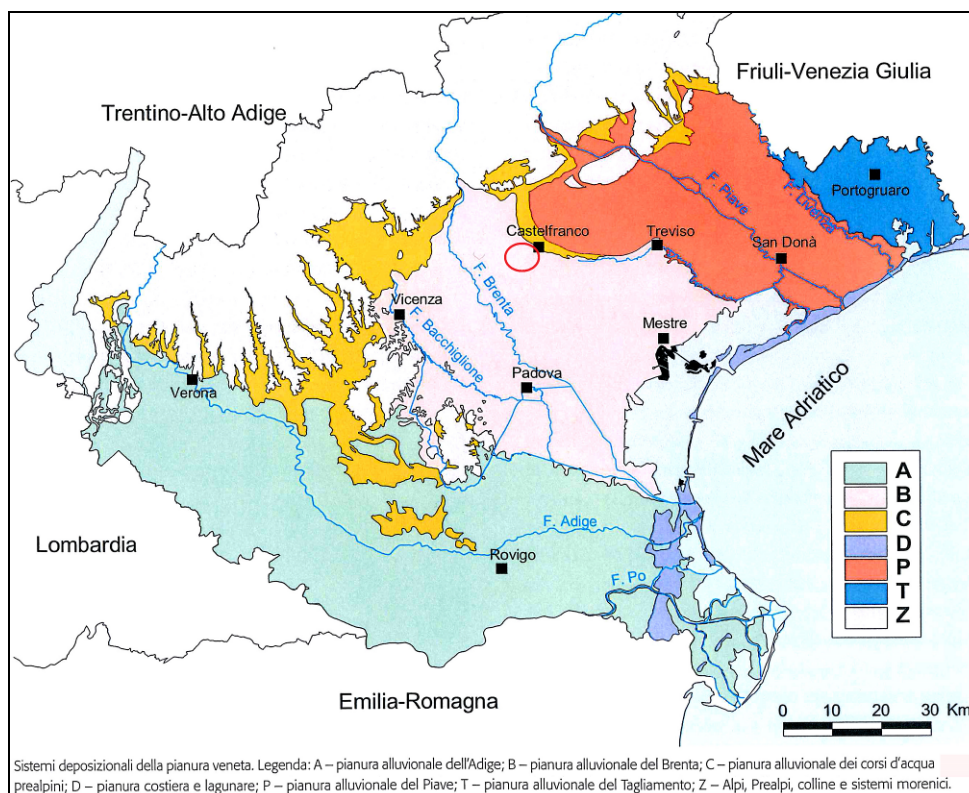 Friuli-Venezia Giulia
Trentino-Alto Adige
Portogruaro
F. Piave
F. Livenza
Castelfranco
Treviso
San Donà
F. Brenta
Vicenza
F. Bacchiglione
Mestre
Padova
Verona
Mare Adriatico
A
B
C
D
P
T
Z
Lombardia
F. Adige
Rovigo
F. Po
Emilia-Romagna
0 10 20 30 Km
Sistemi deposizionali della pianura veneta. Legenda: A – pianura alluvionale dell'Adige; B – pianura alluvionale del Brenta; C – pianura alluvionale dei corsi d'acqua
prealpini; D – pianura costiera e lagunare; P – pianura alluvionale del Piave; T – pianura alluvionale del Tagliamento; Z – Alpi, Prealpi, colline e sistemi morenici.